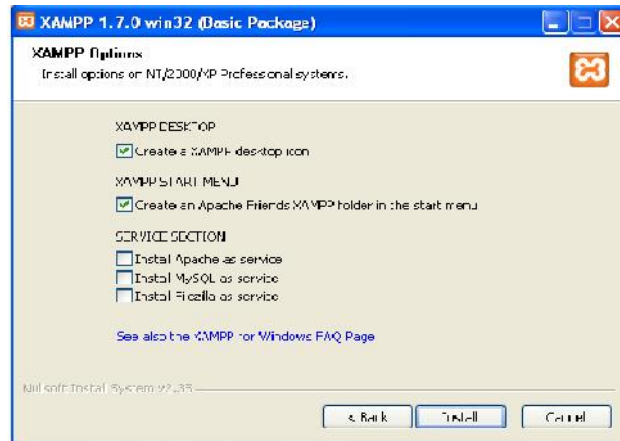 XAMPP 1.7.0 win32 (Basic Package)
XAMPP Options
Install options on NT/2000/XP Professional systems.
XAMPP DESKTOP
Create a XAMPP desktop icon
XAMPP START MENU
Create an Apache Friends XAMPP folder in the start menu
SERVICE SECTION
Install Apache as service
Install MySQL as service
Install Filezilla as service
See also the XAMPP for Windows FAQ Page
Nullsoft Install System v2.35
< Back Install Cancel